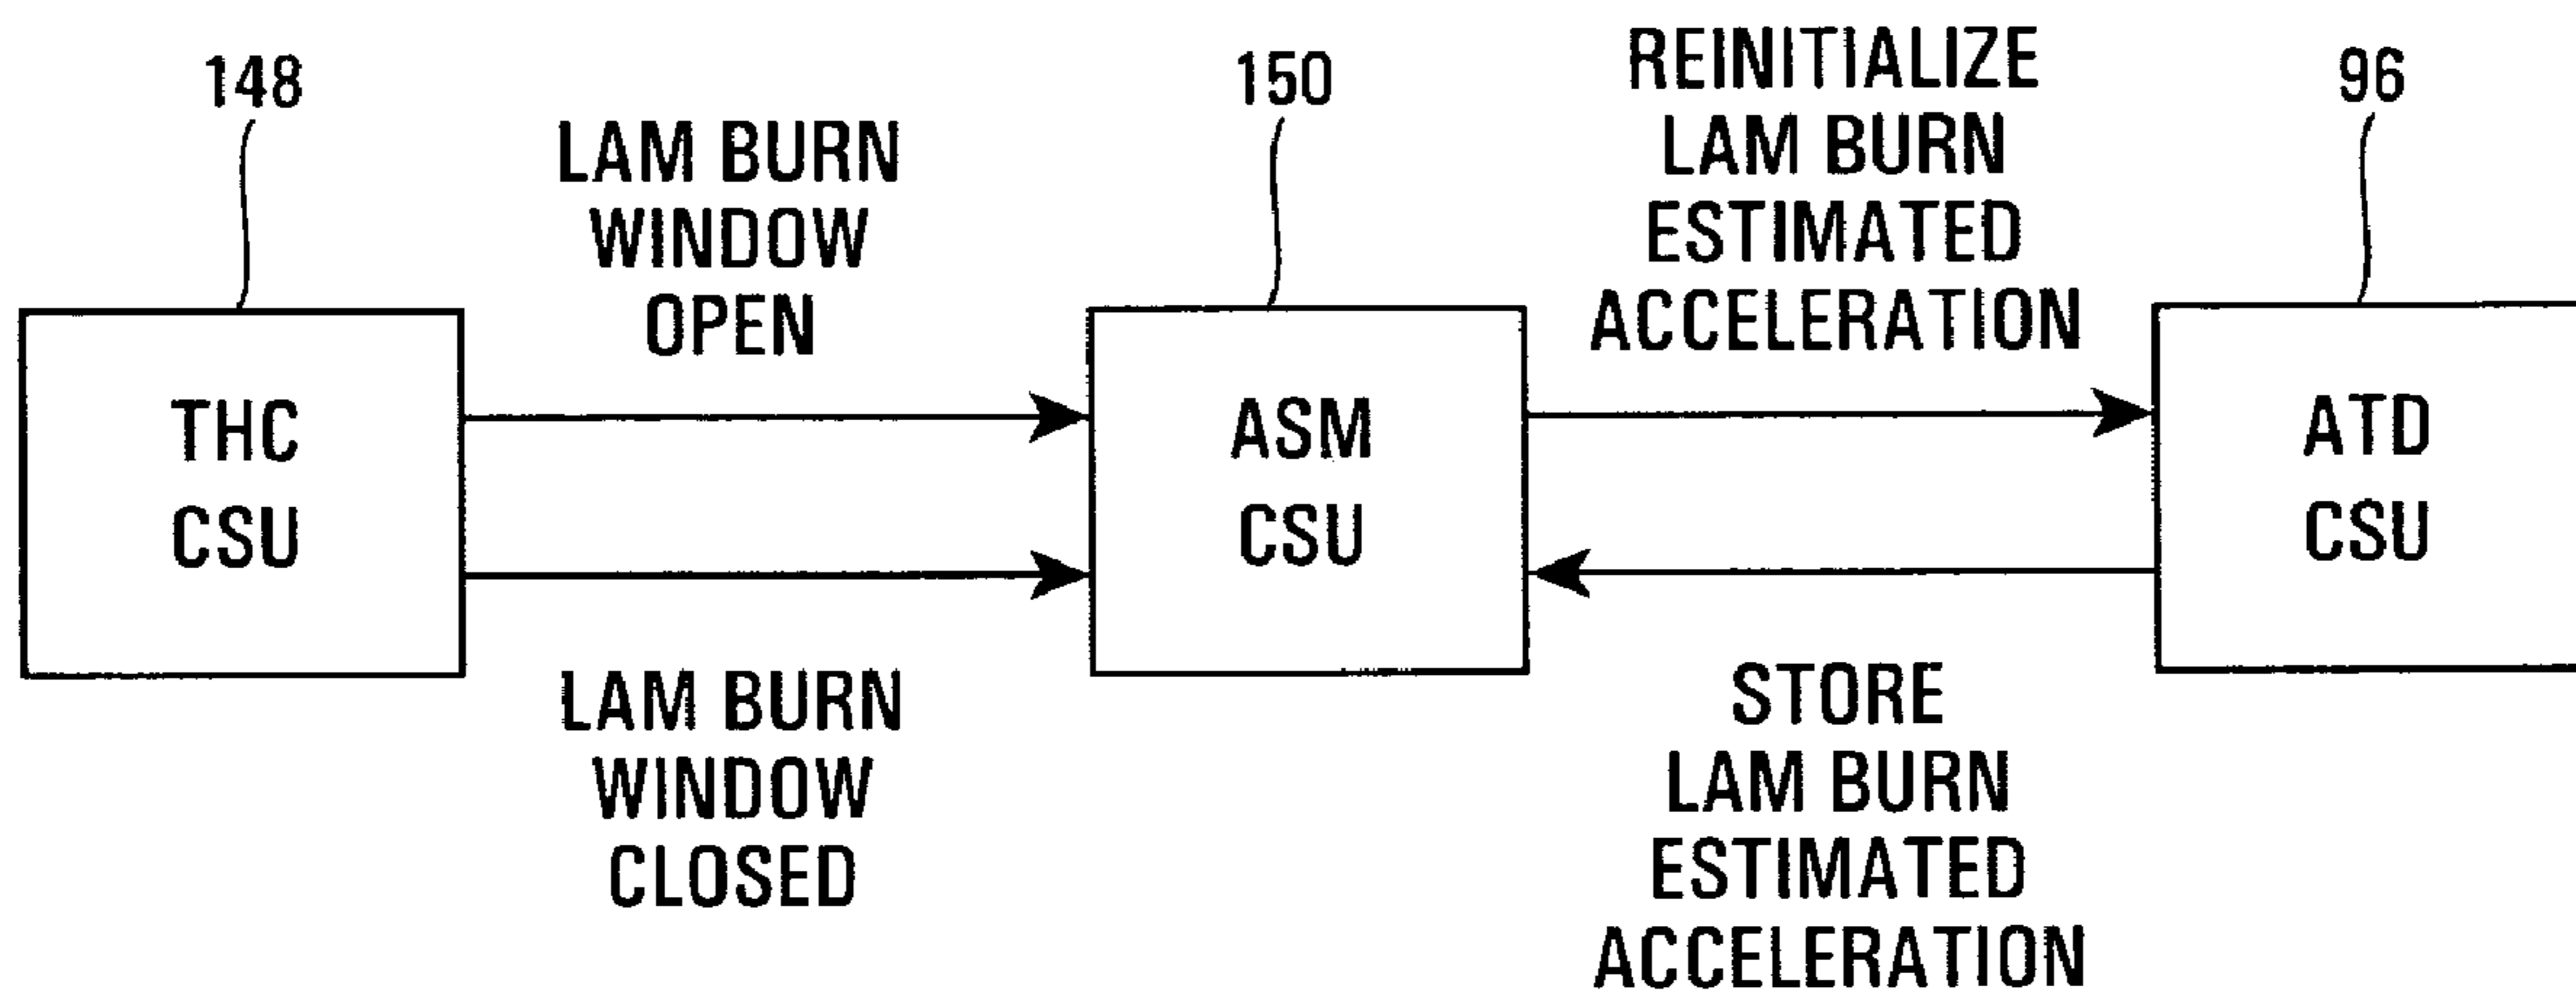 148
150
96
LAM BURN
WINDOW
OPEN
REINITIALIZE
LAM BURN
ESTIMATED
ACCELERATION
THC
CSU
ASM
CSU
ATD
CSU
LAM BURN
WINDOW
CLOSED
STORE
LAM BURN
ESTIMATED
ACCELERATION